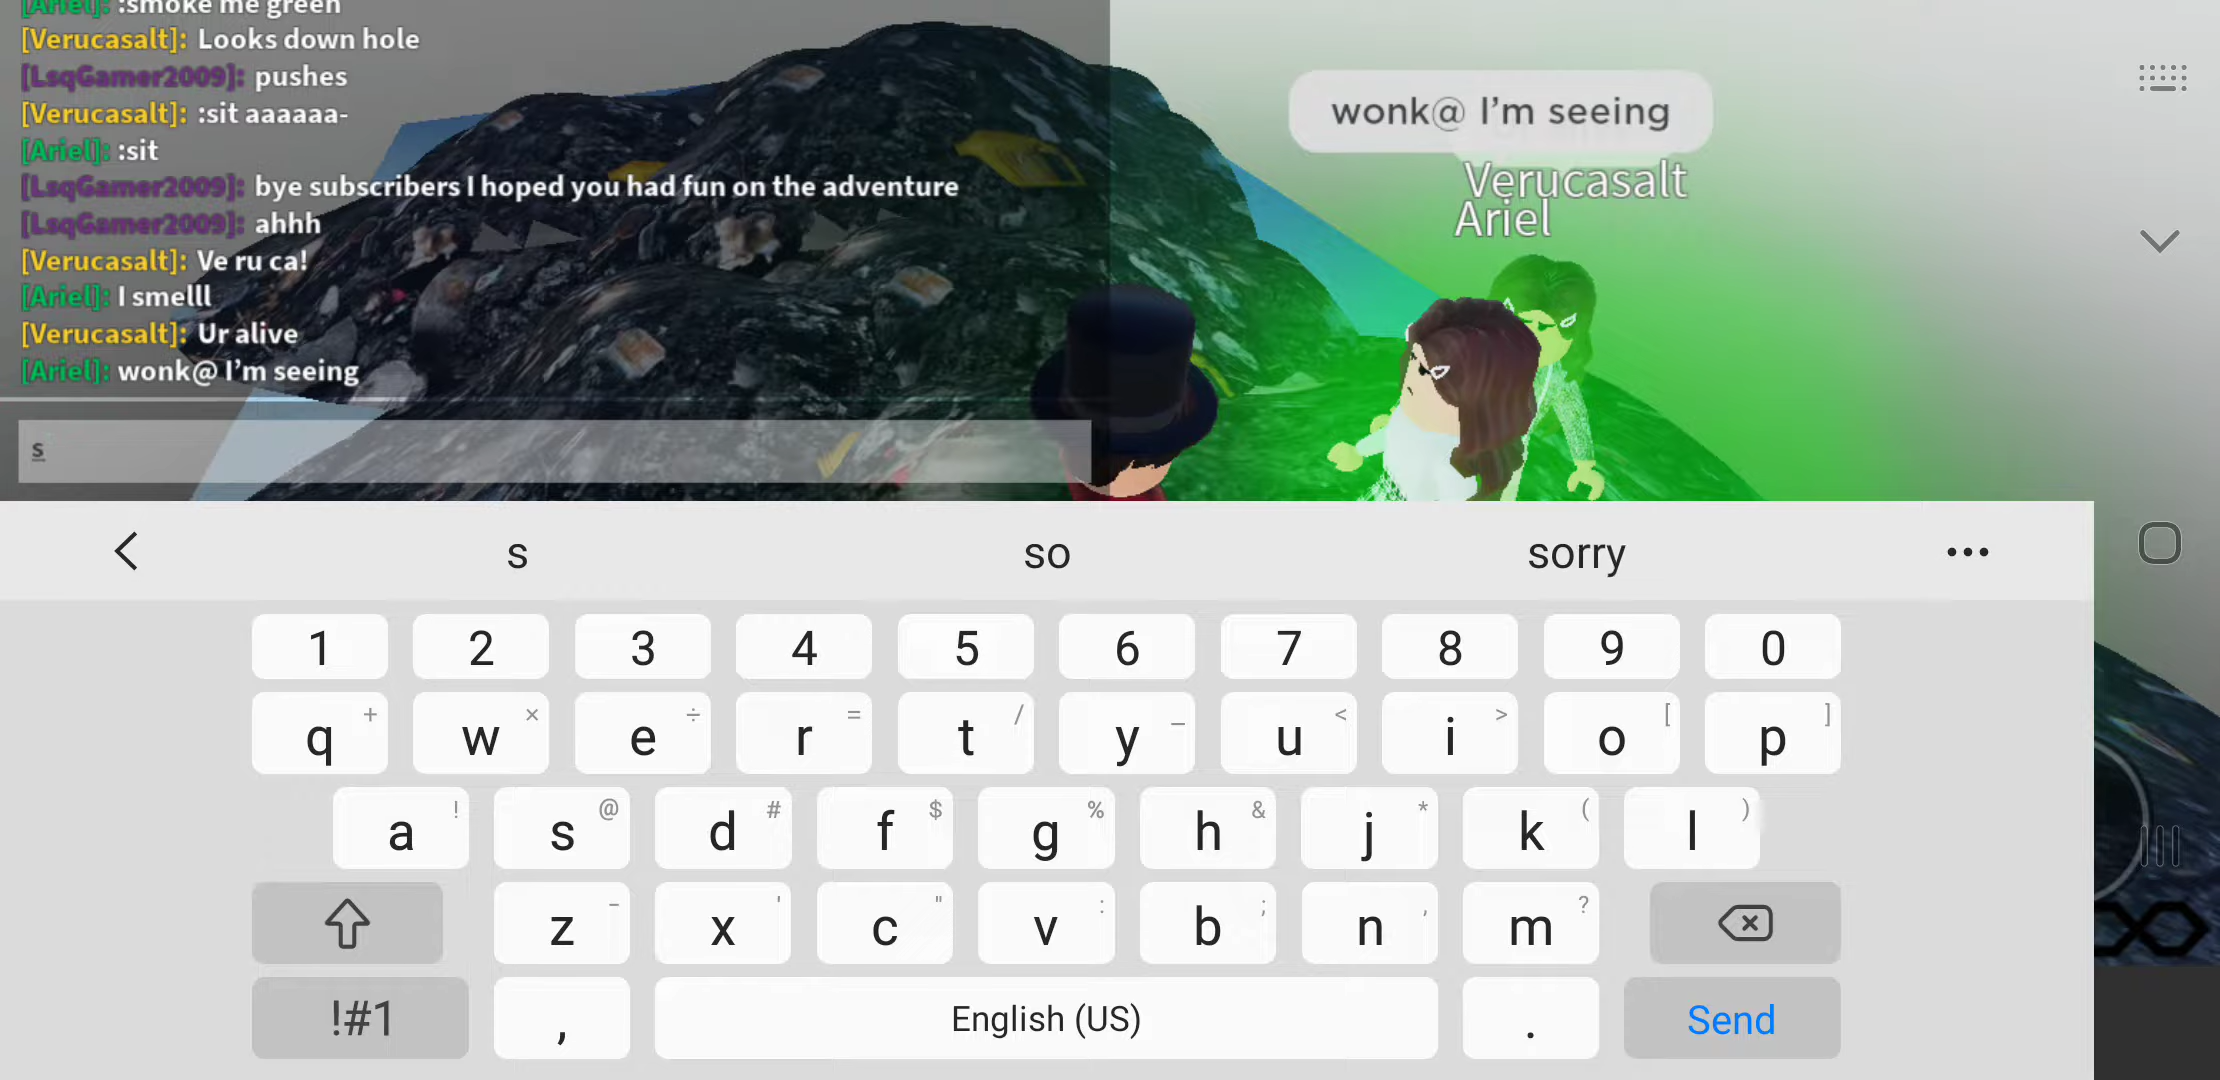 [Ariel]: :smoke me green
[Verucasalt]: Looks down hole
[LsqGamer2009]: pushes
[Verucasalt]: :sit aaaaaa-
[Ariel]: :sit
[LsqGamer2009]: bye subscribers I hoped you had fun on the adventure
[LsqGamer2009]: ahhh
[Verucasalt]: Ve ru ca!
[Ariel]: I smelll
[Verucasalt]: Ur alive
[Ariel]: wonk@ I'm seeing
s
wonk@ I'm seeing
Verucasalt
Ariel
s so sorry
1 2 3 4 5 6 7 8 9 0
q + w × e ÷ r = t / y _ u < i > o [ p ]
a ! s @ d # f $ g % h & j * k ( l )
z - x ' c " v : b ; n , m ?
!#1 , English (US) . Send